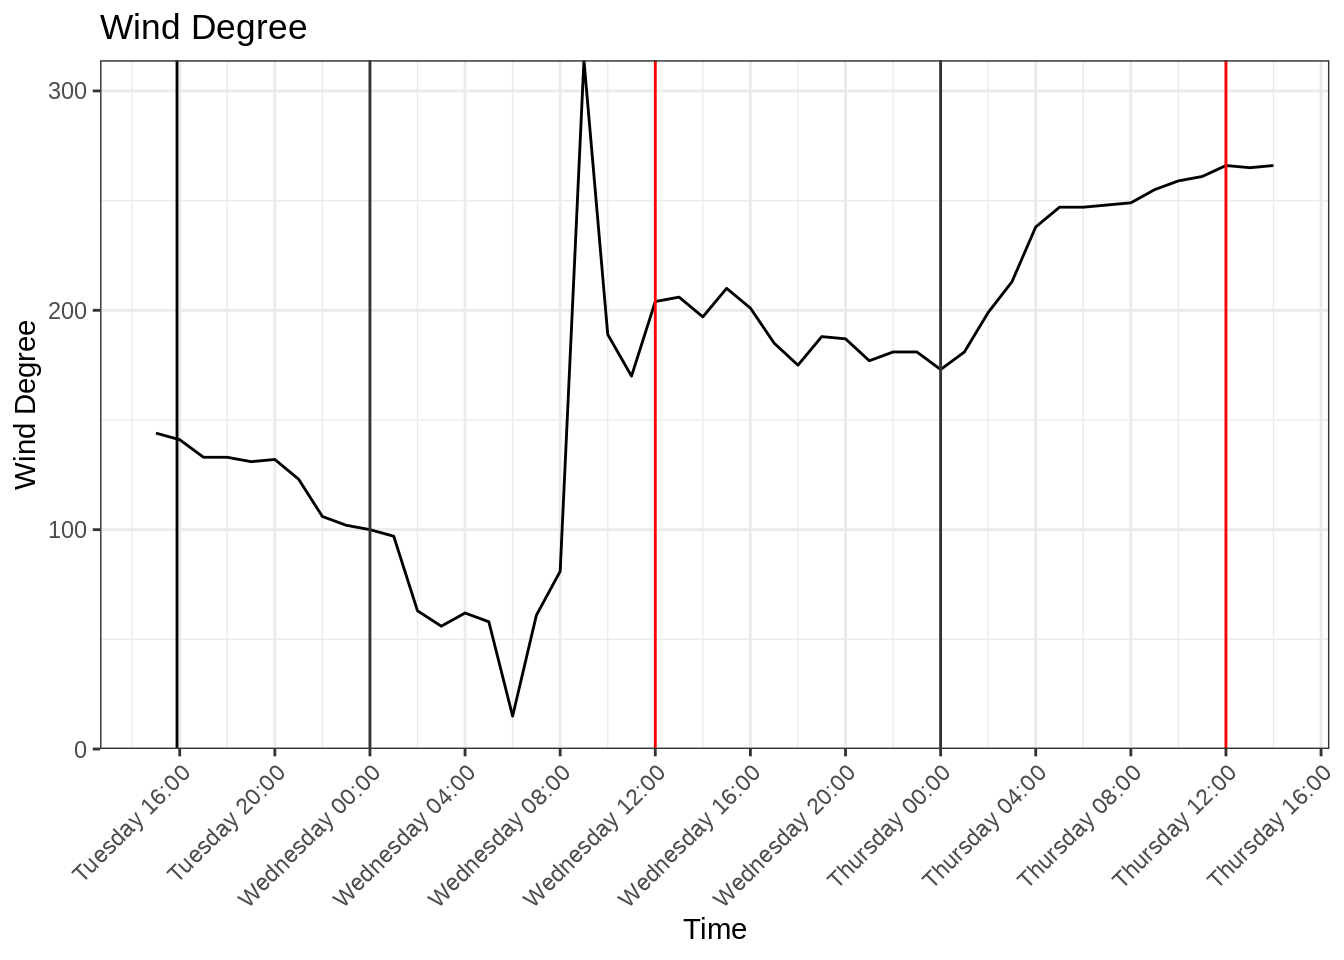 Wind Degree
300
200
100
0
Wind Degree
Tuesday 16:00
Tuesday 20:00
Wednesday 00:00
Wednesday 04:00
Wednesday 08:00
Wednesday 12:00
Wednesday 16:00
Wednesday 20:00
Thursday 00:00
Thursday 04:00
Thursday 08:00
Thursday 12:00
Thursday 16:00
Time